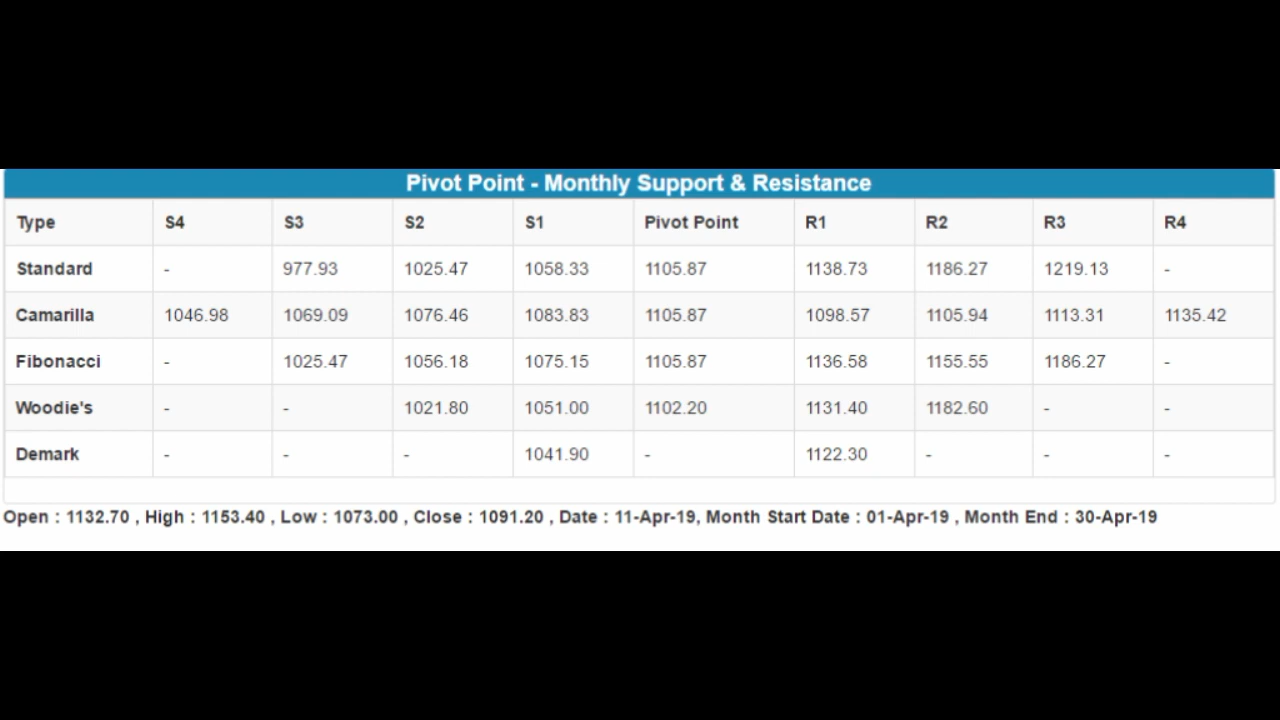 Pivot Point - Monthly Support & Resistance
Type S4 S3 S2 S1 Pivot Point R1 R2 R3 R4
Standard - 977.93 1025.47 1058.33 1105.87 1138.73 1186.27 1219.13 -
Camarilla 1046.98 1069.09 1076.46 1083.83 1105.87 1098.57 1105.94 1113.31 1135.42
Fibonacci - 1025.47 1056.18 1075.15 1105.87 1136.58 1155.55 1186.27 -
Woodie's - - 1021.80 1051.00 1102.20 1131.40 1182.60 - -
Demark - - - 1041.90 - 1122.30 - - -
Open : 1132.70 , High : 1153.40 , Low : 1073.00 , Close : 1091.20 , Date : 11-Apr-19, Month Start Date : 01-Apr-19 , Month End : 30-Apr-19